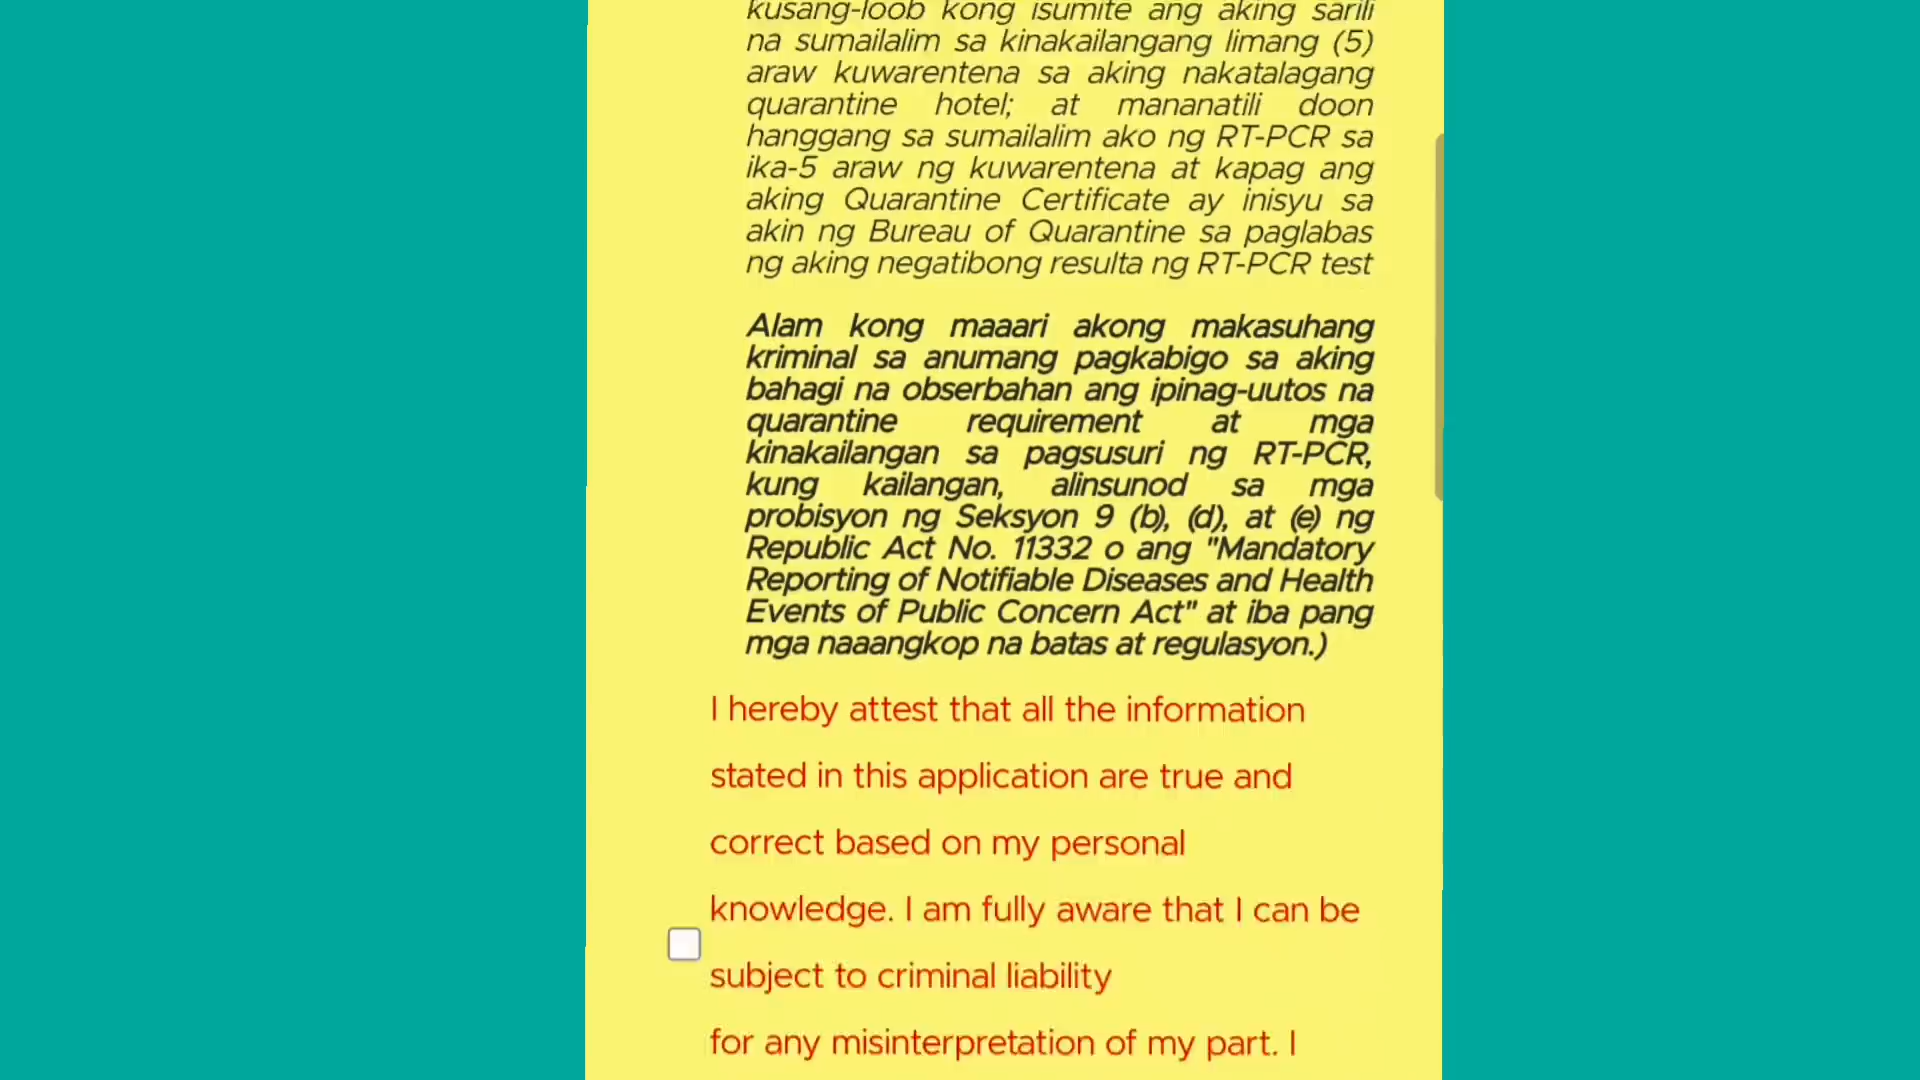 kusang-loob kong isumite ang aking sarili
na sumailalim sa kinakailangang limang (5)
araw kuwarentena sa aking nakatalagang
quarantine hotel; at mananatili doon
hanggang sa sumailalim ako ng RT-PCR sa
ika-5 araw ng kuwarentena at kapag ang
aking Quarantine Certificate ay inisyu sa
akin ng Bureau of Quarantine sa paglabas
ng aking negatibong resulta ng RT-PCR test
Alam kong maaari akong makasuhang
kriminal sa anumang pagkabigo sa aking
bahagi na obserbahan ang ipinag-uutos na
quarantine requirement at mga
kinakailangan sa pagsusuri ng RT-PCR,
kung kailangan, alinsunod sa mga
probisyon ng Seksyon 9 (b), (d), at (e) ng
Republic Act No. 11332 o ang "Mandatory
Reporting of Notifiable Diseases and Health
Events of Public Concern Act" at iba pang
mga naaangkop na batas at regulasyon.)
I hereby attest that all the information
stated in this application are true and
correct based on my personal
knowledge. I am fully aware that I can be
subject to criminal liability
for any misinterpretation of my part. I